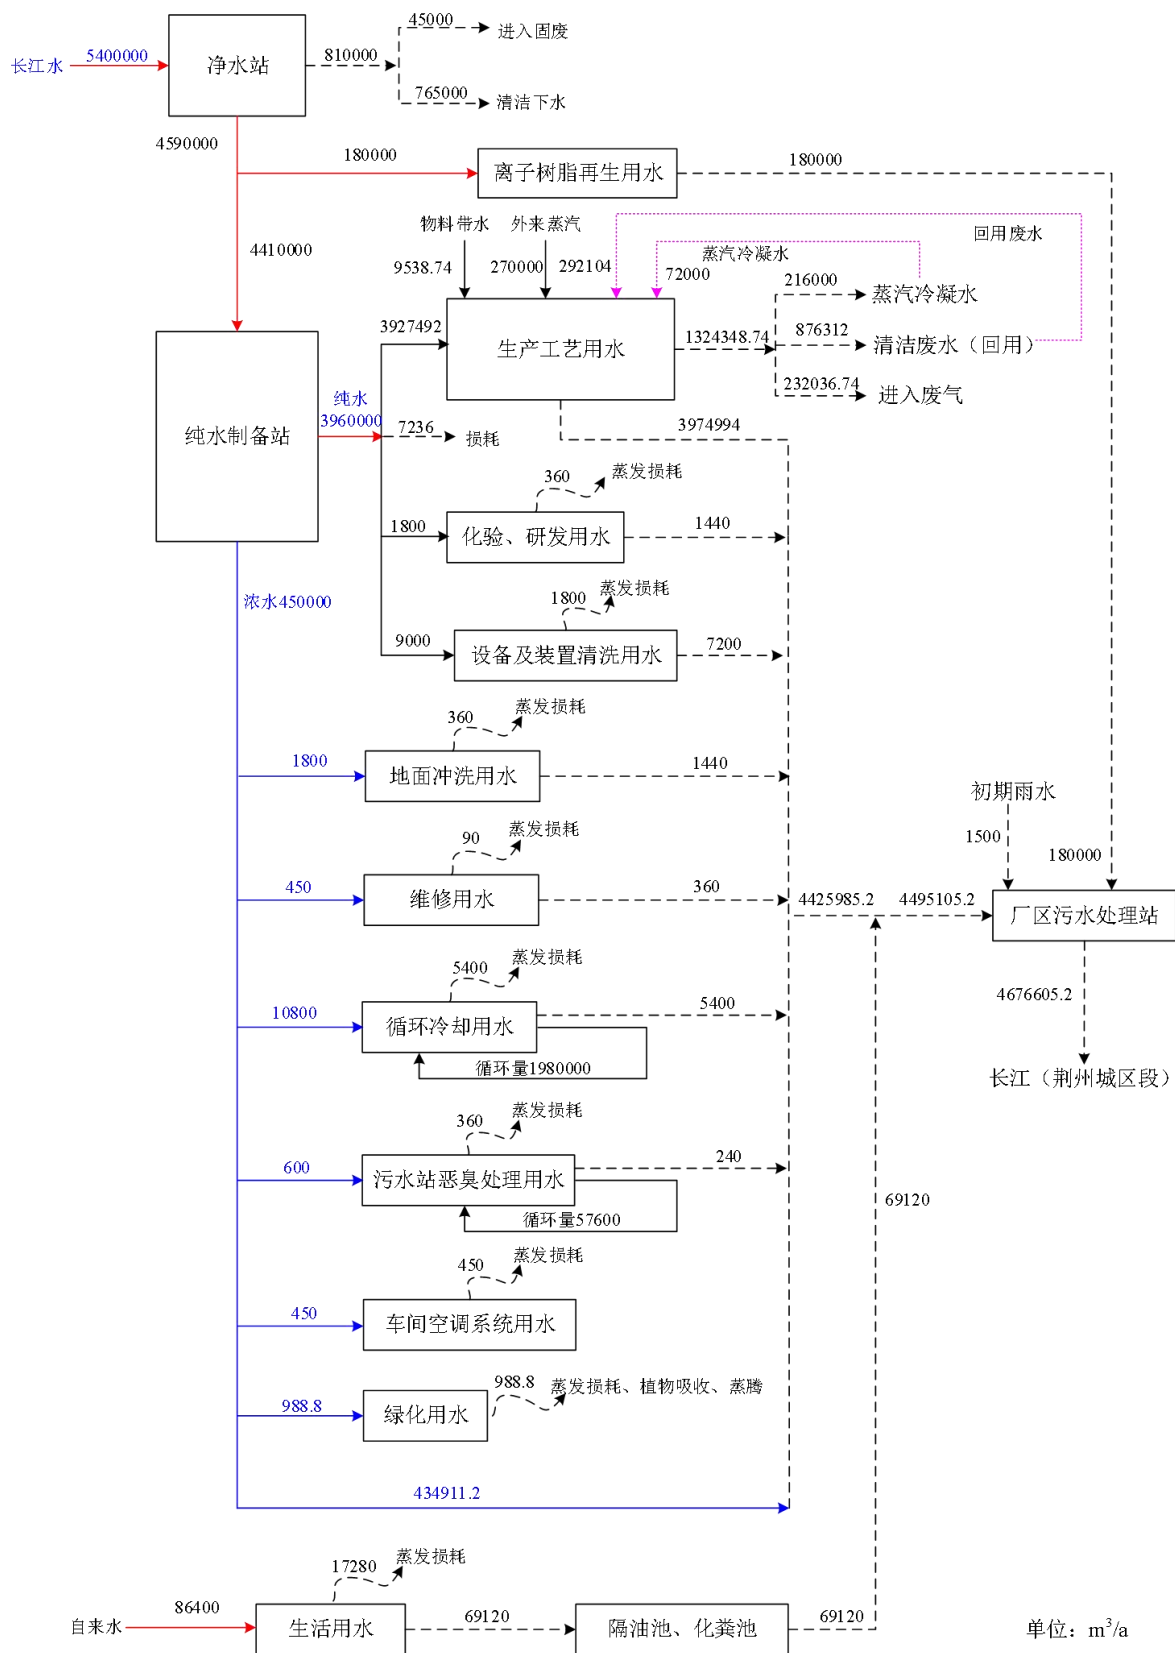 45000
进入固废
长江水
5400000
净水站
810000
765000
清洁下水
4590000
180000
离子树脂再生用水
180000
4410000
物料带水
外来蒸汽
回用废水
蒸汽冷凝水
9538.74
270000
292104
72000
216000
蒸汽冷凝水
3927492
生产工艺用水
1324348.74
876312
清洁废水（回用）
232036.74
进入废气
纯水
3960000
纯水制备站
7236
损耗
3974994
360
蒸发损耗
1800
化验、研发用水
1440
浓水450000
1800
蒸发损耗
9000
设备及装置清洗用水
7200
360
蒸发损耗
1800
地面冲洗用水
1440
初期雨水
1500
180000
90
蒸发损耗
450
维修用水
360
4425985.2
4495105.2
厂区污水处理站
5400
蒸发损耗
10800
循环冷却用水
5400
循环量1980000
4676605.2
长江（荆州城区段）
360
蒸发损耗
600
污水站恶臭处理用水
240
循环量57600
69120
450
蒸发损耗
450
车间空调系统用水
988.8
蒸发损耗、植物吸收、蒸腾
988.8
绿化用水
434911.2
17280
蒸发损耗
自来水
86400
生活用水
69120
隔油池、化粪池
69120
单位：m³/a